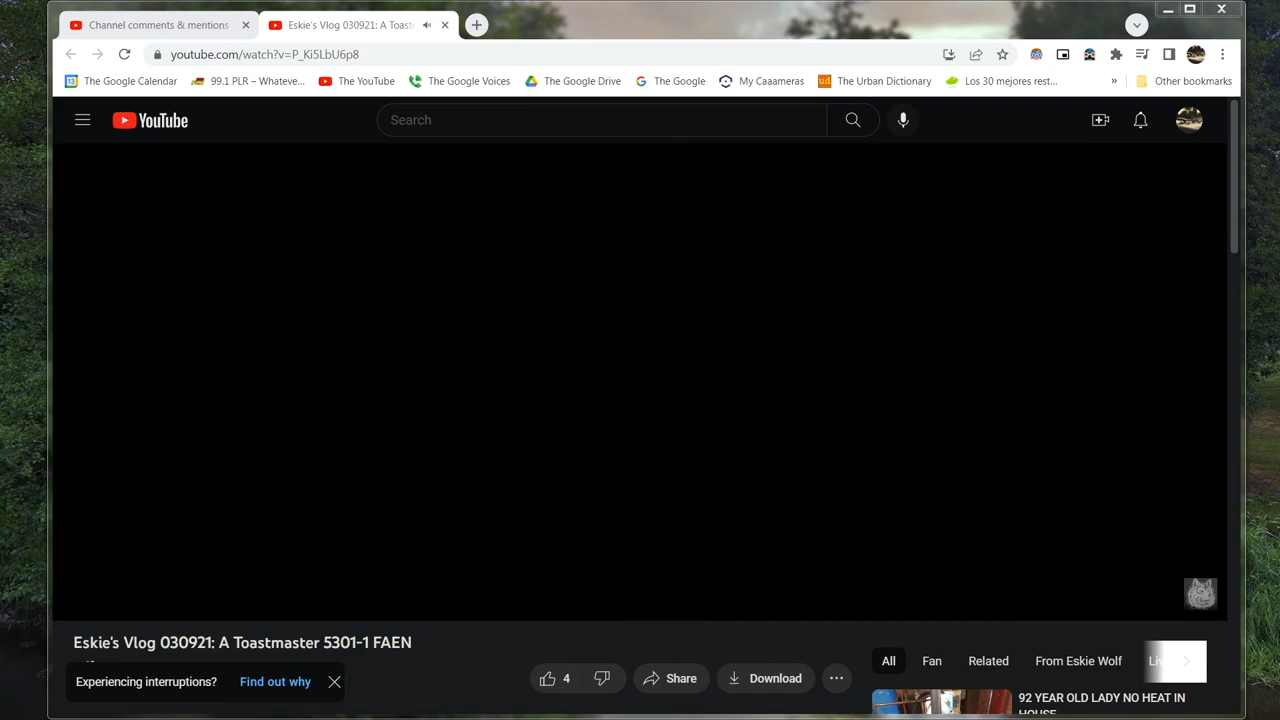 Channel comments & mentions
Eskie's Vlog 030921: A Toast
youtube.com/watch?v=P_Ki5LbU6p8
The Google Calendar
99.1 PLR – Whateve...
The YouTube
The Google Voices
The Google Drive
The Google
My Caaameras
The Urban Dictionary
Los 30 mejores rest...
»
Other bookmarks
YouTube
Search
Eskie's Vlog 030921: A Toastmaster 5301-1 FAEN
Experiencing interruptions?
Find out why
4
Share
Download
All
Fan
Related
From Eskie Wolf
92 YEAR OLD LADY NO HEAT IN
HOUSE